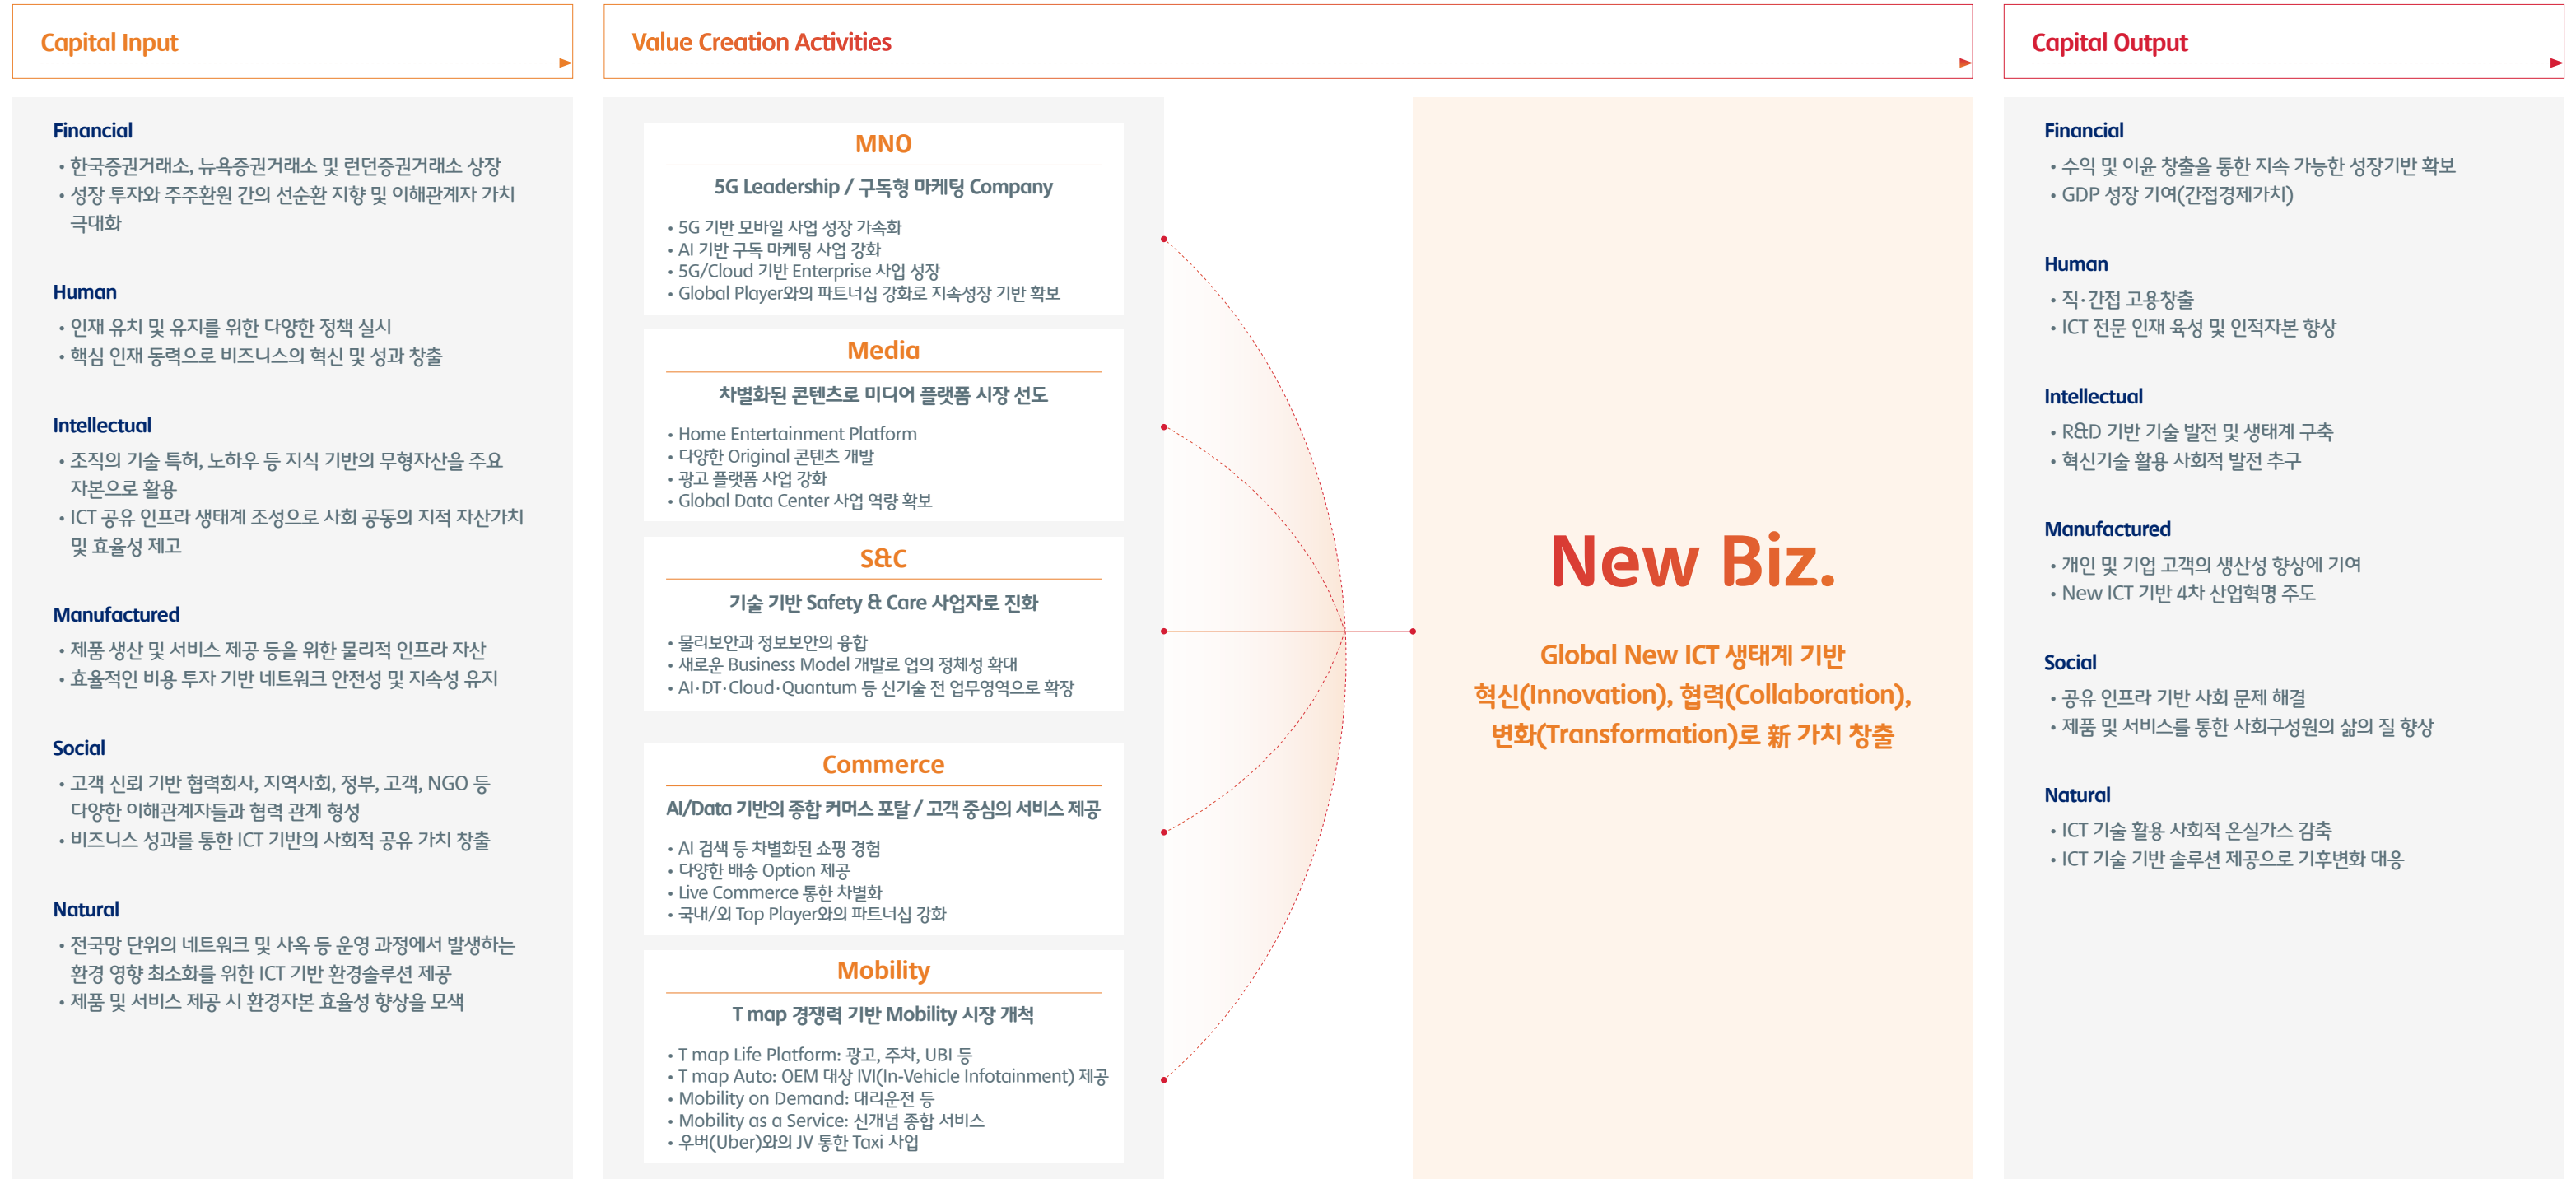 Capital Input
Financial
• 한국증권거래소, 뉴욕증권거래소 및 런던증권거래소 상장
• 성장 투자와 주주환원 간의 선순환 지향 및 이해관계자 가치
극대화
Human
• 인재 유치 및 유지를 위한 다양한 정책 실시
• 핵심 인재 동력으로 비즈니스의 혁신 및 성과 창출
Intellectual
• 조직의 기술 특허, 노하우 등 지식 기반의 무형자산을 주요
자본으로 활용
• ICT 공유 인프라 생태계 조성으로 사회 공동의 지적 자산가치
및 효율성 제고
Manufactured
• 제품 생산 및 서비스 제공 등을 위한 물리적 인프라 자산
• 효율적인 비용 투자 기반 네트워크 안전성 및 지속성 유지
Social
• 고객 신뢰 기반 협력회사, 지역사회, 정부, 고객, NGO 등
다양한 이해관계자들과 협력 관계 형성
• 비즈니스 성과를 통한 ICT 기반의 사회적 공유 가치 창출
Natural
• 전국망 단위의 네트워크 및 사옥 등 운영 과정에서 발생하는
환경 영향 최소화를 위한 ICT 기반 환경솔루션 제공
• 제품 및 서비스 제공 시 환경자본 효율성 향상을 모색
Value Creation Activities
MNO
5G Leadership / 구독형 마케팅 Company
• 5G 기반 모바일 사업 성장 가속화
• AI 기반 구독 마케팅 사업 강화
• 5G/Cloud 기반 Enterprise 사업 성장
• Global Player와의 파트너십 강화로 지속성장 기반 확보
Media
차별화된 콘텐츠로 미디어 플랫폼 시장 선도
• Home Entertainment Platform
• 다양한 Original 콘텐츠 개발
• 광고 플랫폼 사업 강화
• Global Data Center 사업 역량 확보
S&C
기술 기반 Safety & Care 사업자로 진화
• 물리보안과 정보보안의 융합
• 새로운 Business Model 개발로 업의 정체성 확대
• AI·DT·Cloud·Quantum 등 신기술 전 업무영역으로 확장
Commerce
AI/Data 기반의 종합 커머스 포탈 / 고객 중심의 서비스 제공
• AI 검색 등 차별화된 쇼핑 경험
• 다양한 배송 Option 제공
• Live Commerce 통한 차별화
• 국내/외 Top Player와의 파트너십 강화
Mobility
T map 경쟁력 기반 Mobility 시장 개척
• T map Life Platform: 광고, 주차, UBI 등
• T map Auto: OEM 대상 IVI(In-Vehicle Infotainment) 제공
• Mobility on Demand: 대리운전 등
• Mobility as a Service: 신개념 종합 서비스
• 우버(Uber)와의 JV 통한 Taxi 사업
New Biz.
Global New ICT 생태계 기반
혁신(Innovation), 협력(Collaboration),
변화(Transformation)로 新 가치 창출
Capital Output
Financial
• 수익 및 이윤 창출을 통한 지속 가능한 성장기반 확보
• GDP 성장 기여(간접경제가치)
Human
• 직·간접 고용창출
• ICT 전문 인재 육성 및 인적자본 향상
Intellectual
• R&D 기반 기술 발전 및 생태계 구축
• 혁신기술 활용 사회적 발전 추구
Manufactured
• 개인 및 기업 고객의 생산성 향상에 기여
• New ICT 기반 4차 산업혁명 주도
Social
• 공유 인프라 기반 사회 문제 해결
• 제품 및 서비스를 통한 사회구성원의 삶의 질 향상
Natural
• ICT 기술 활용 사회적 온실가스 감축
• ICT 기술 기반 솔루션 제공으로 기후변화 대응